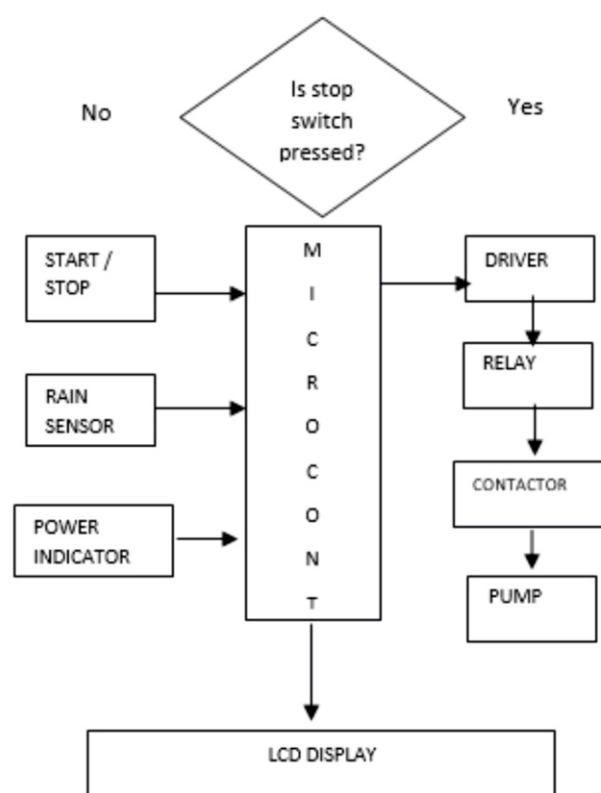 No
Is stop
switch
pressed?
Yes
START /
STOP
RAIN
SENSOR
POWER
INDICATOR
M
I
C
R
O
C
O
N
T
DRIVER
RELAY
CONTACTOR
PUMP
LCD DISPLAY